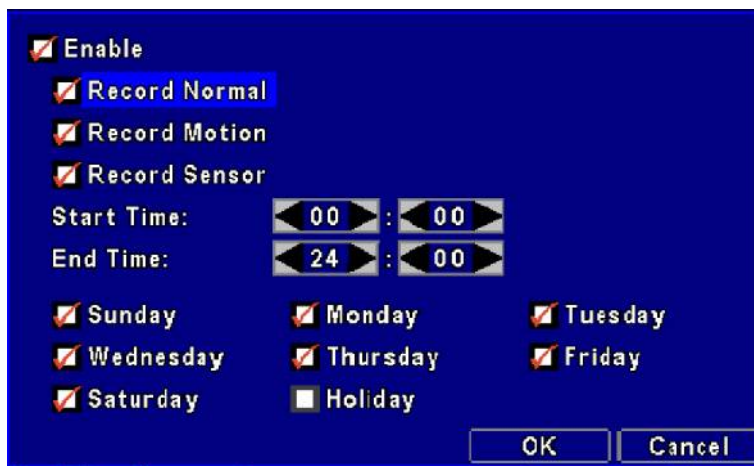 Enable
Record Normal
Record Motion
Record Sensor
Start Time: 00 : 00
End Time: 24 : 00
Sunday Monday Tuesday
Wednesday Thursday Friday
Saturday Holiday
OK Cancel